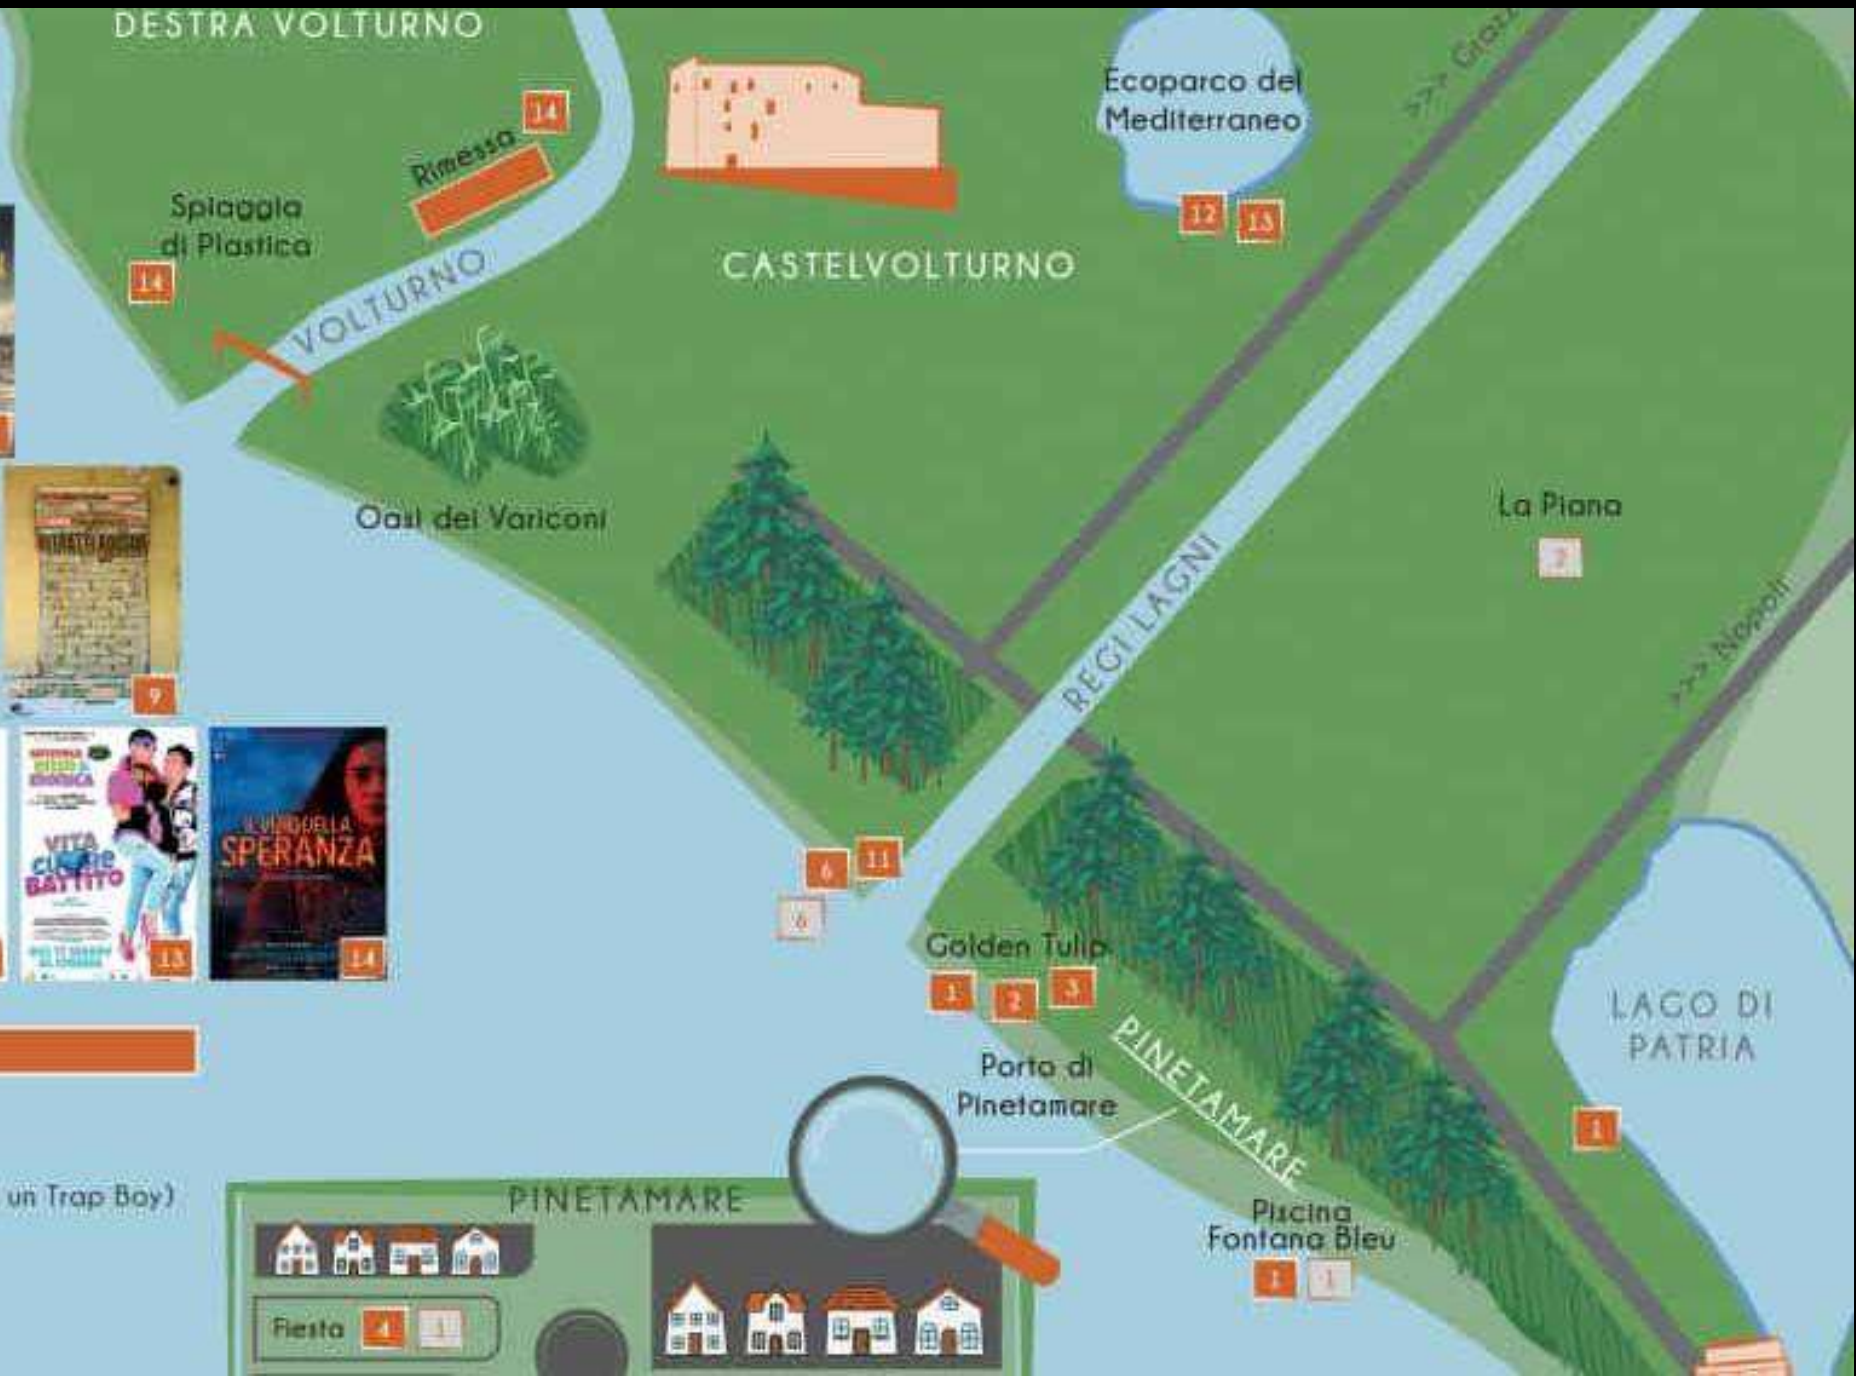 DESTRA VOLTURNO
Rimessa
14
Spiaggia
di Plastica
14
VOLTURNO
CASTELVOLTURNO
Ecoparco del
Mediterraneo
12
13
Oasi dei Variconi
REGI LAGNI
La Piana
>>> Napoli
9
VITA
CUORE
BATTITO
13
IL VIZIO DELLA
SPERANZA
14
6
11
6
Golden Tulip
1
2
3
PINETAMARE
Porto di
Pinetamare
LAGO DI
PATRIA
1
un Trap Boy)
PINETAMARE
Piscina
Fontana Bleu
1
1
Fiesta
4
1